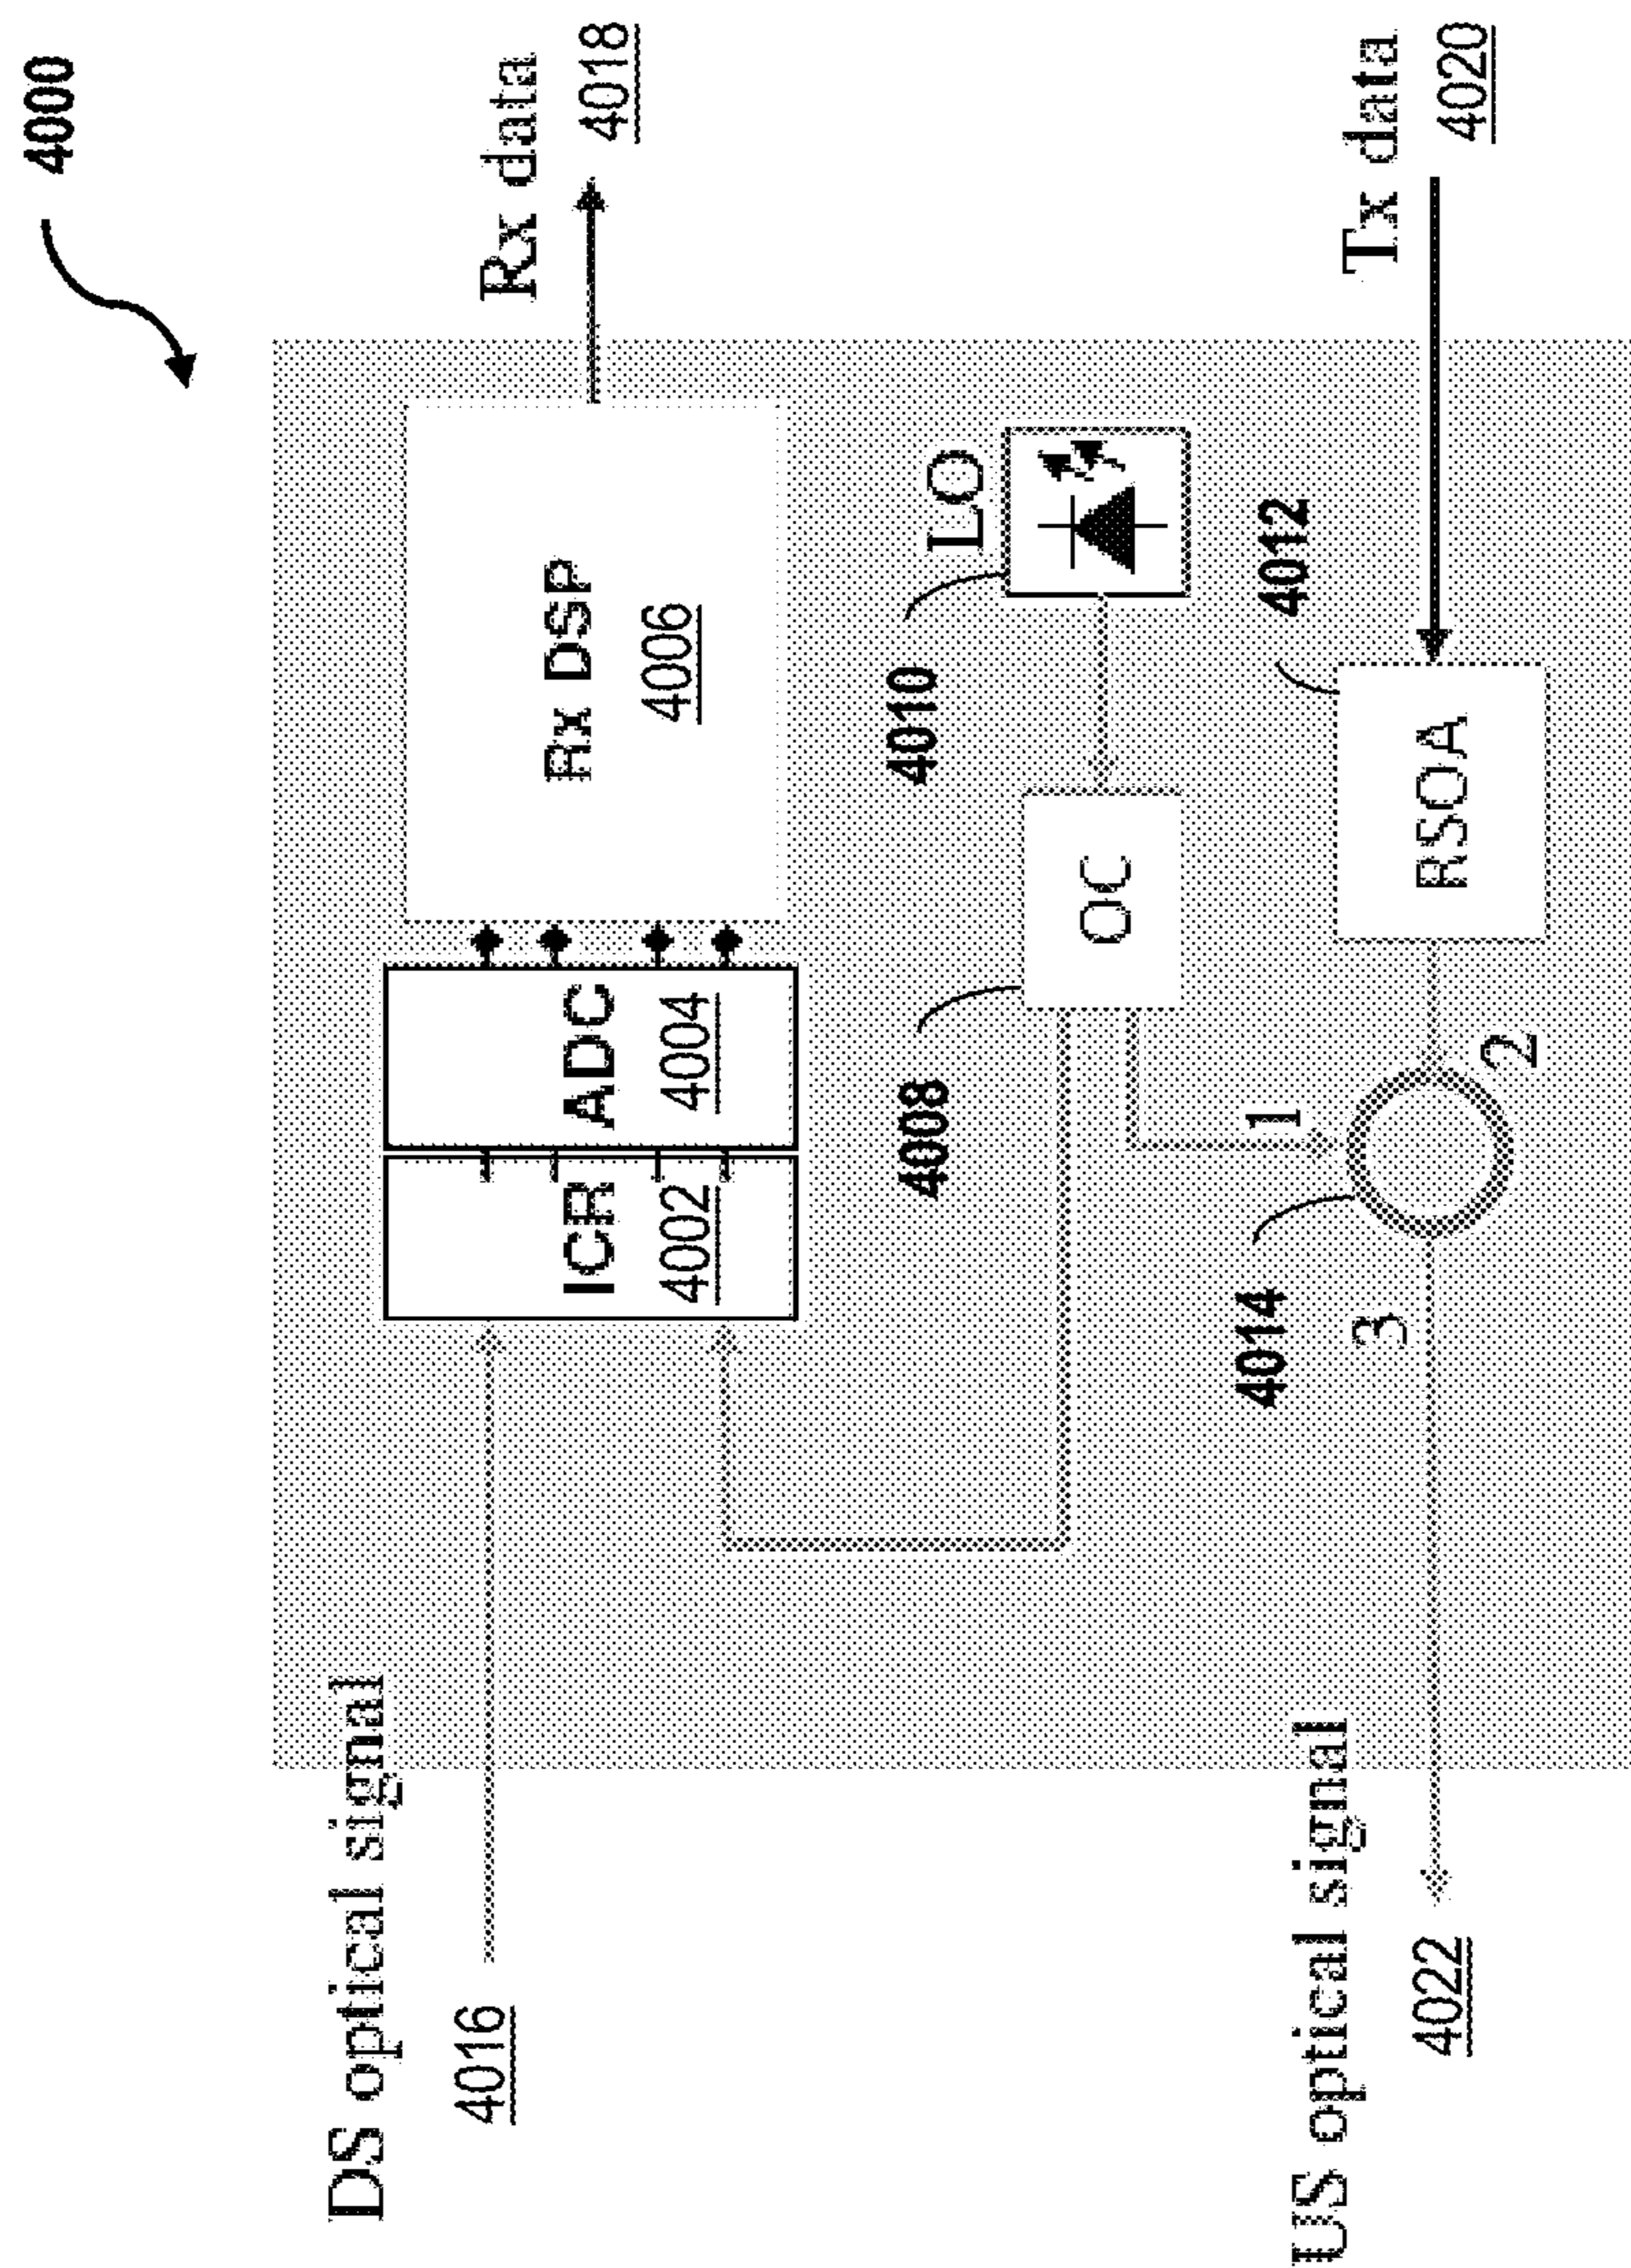 4000
DS optical signal
4016
ICR
4002
ADC
4004
Rx DSP
4006
Rx data
4018
LO
4010
OC
4008
4012
RSOA
1
2
3
4014
Tx data
4020
US optical signal
4022